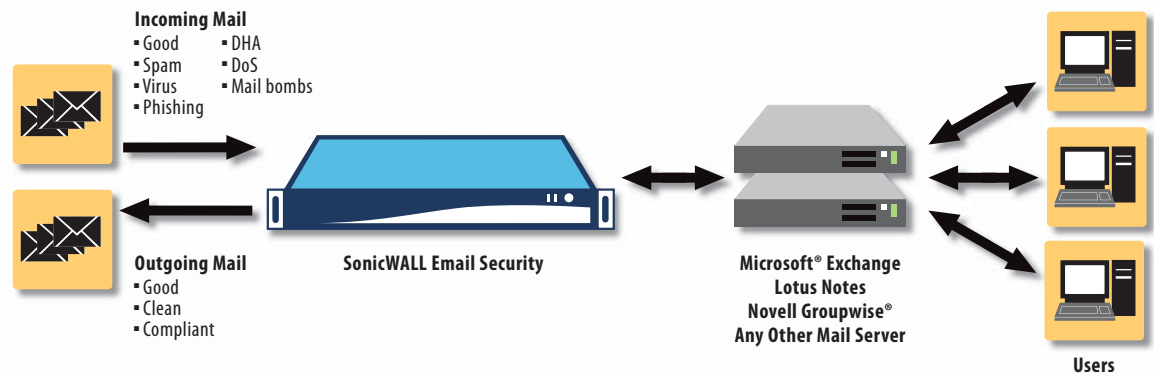 Incoming Mail
▪ Good ▪ DHA
▪ Spam ▪ DoS
▪ Virus ▪ Mail bombs
▪ Phishing
Outgoing Mail
▪ Good
▪ Clean
▪ Compliant
SonicWALL Email Security
Microsoft® Exchange
Lotus Notes
Novell Groupwise®
Any Other Mail Server
Users